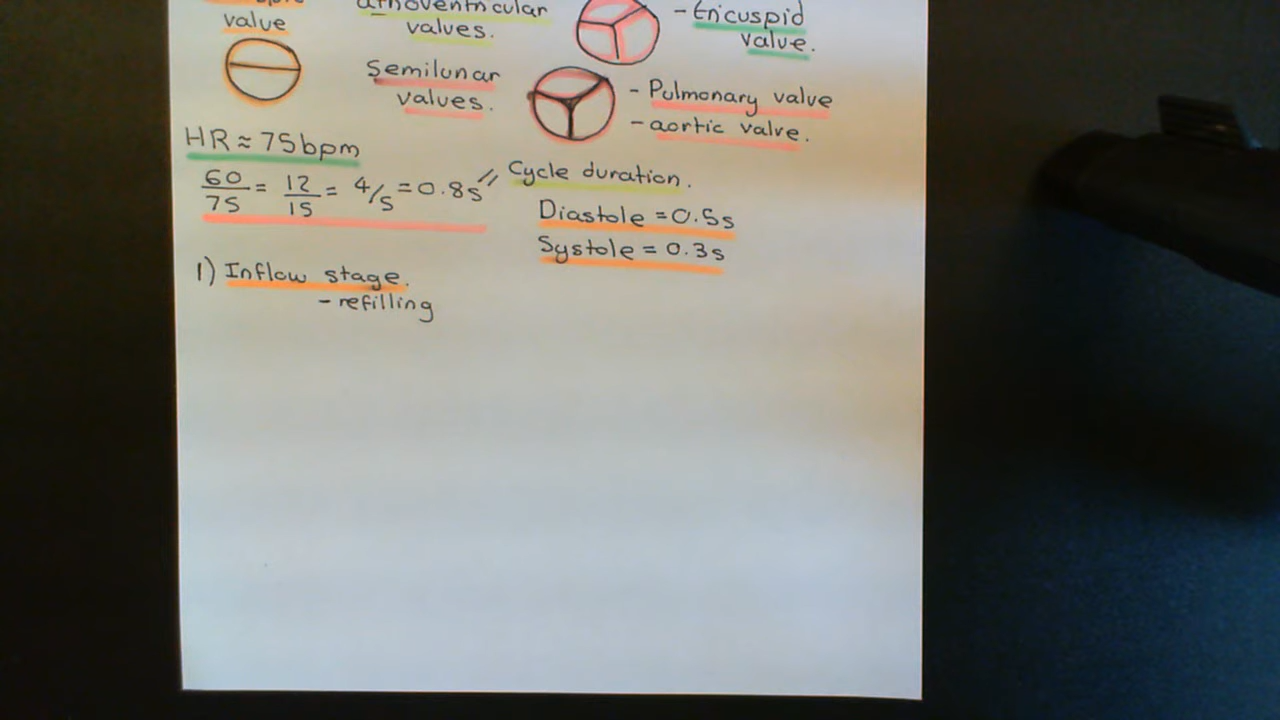 value
atrioventricular
values.
- tricuspid
value.
Semilunar
values.
- Pulmonary valve
- aortic valve.
HR ≈ 75bpm
60/75 = 12/15 = 4/5 = 0.8s // Cycle duration.
Diastole = 0.5s
Systole = 0.3s
1) Inflow stage.
- refilling